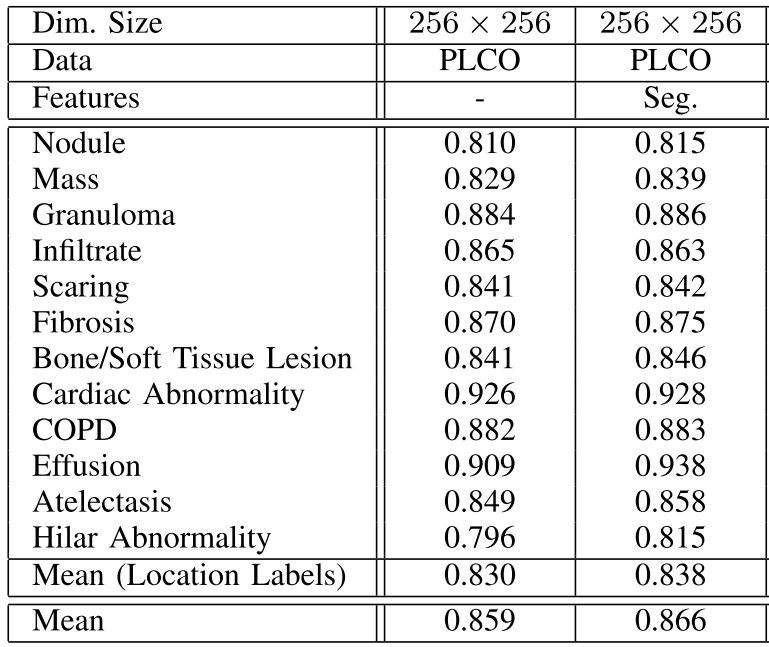 Dim. Size 256 × 256 256 × 256
Data PLCO PLCO
Features - Seg.
Nodule 0.810 0.815
Mass 0.829 0.839
Granuloma 0.884 0.886
Infiltrate 0.865 0.863
Scaring 0.841 0.842
Fibrosis 0.870 0.875
Bone/Soft Tissue Lesion 0.841 0.846
Cardiac Abnormality 0.926 0.928
COPD 0.882 0.883
Effusion 0.909 0.938
Atelectasis 0.849 0.858
Hilar Abnormality 0.796 0.815
Mean (Location Labels) 0.830 0.838
Mean 0.859 0.866